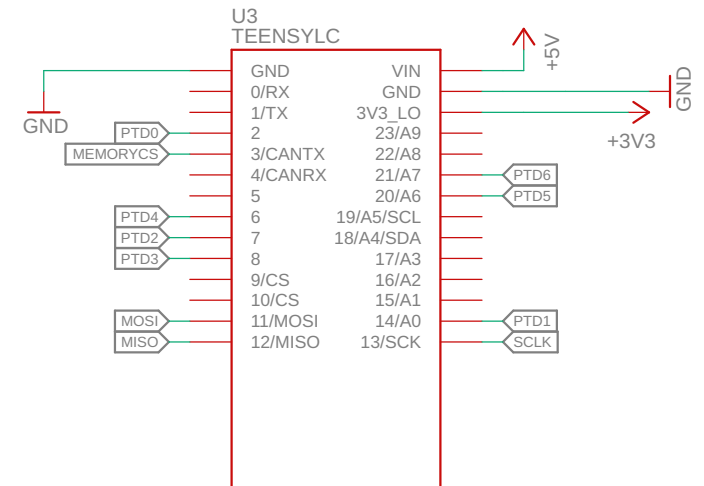 U3
TEENSYLC
GND VIN +5V
0/RX GND GND
1/TX 3V3_LO +3V3
GND
PTD0 2 23/A9
MEMORYCS 3/CANTX 22/A8
4/CANRX 21/A7 PTD6
5 20/A6 PTD5
PTD4 6 19/A5/SCL
PTD2 7 18/A4/SDA
PTD3 8 17/A3
9/CS 16/A2
10/CS 15/A1
MOSI 11/MOSI 14/A0 PTD1
MISO 12/MISO 13/SCK SCLK